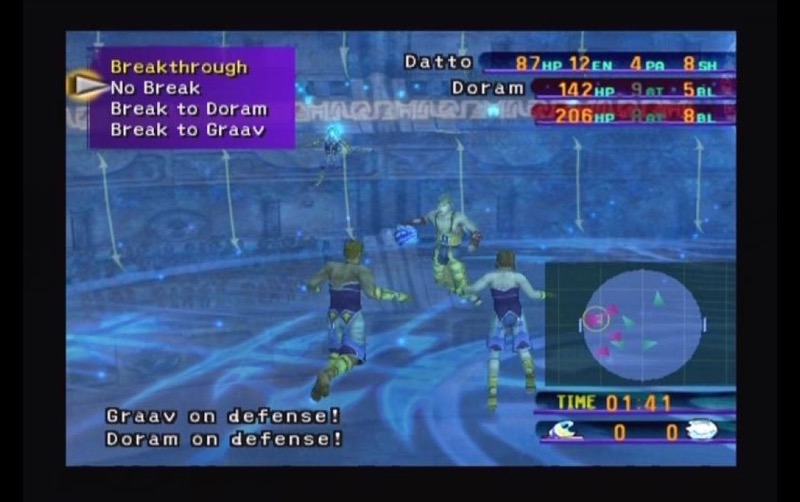 Breakthrough
No Break
Break to Doram
Break to Graav
Datto 87HP 12EN 4PA 8SH
Doram 142HP 9AT 5BL
206HP 8AT 8BL
TIME 01:41
0 0
Graav on defense!
Doram on defense!